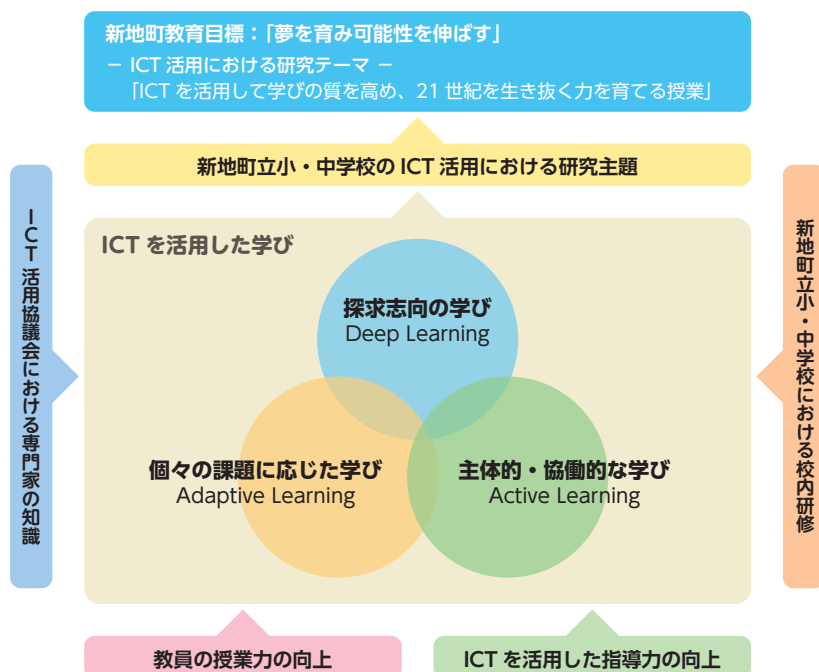 新地町教育目標：「夢を育み可能性を伸ばす」
－ ICT 活用における研究テーマ －
「ICT を活用して学びの質を高め、21 世紀を生き抜く力を育てる授業」
新地町立小・中学校の ICT 活用における研究主題
ICT 活用協議会における専門家の知識
ICT を活用した学び
探求志向の学び
Deep Learning
個々の課題に応じた学び
Adaptive Learning
主体的・協働的な学び
Active Learning
新地町立小・中学校における校内研修
教員の授業力の向上
ICT を活用した指導力の向上